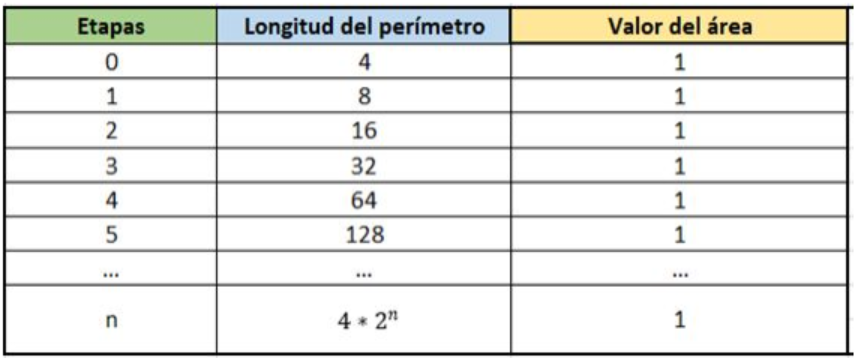 Etapas Longitud del perímetro Valor del área
0 4 1
1 8 1
2 16 1
3 32 1
4 64 1
5 128 1
... ... ...
n 4 * 2ⁿ 1